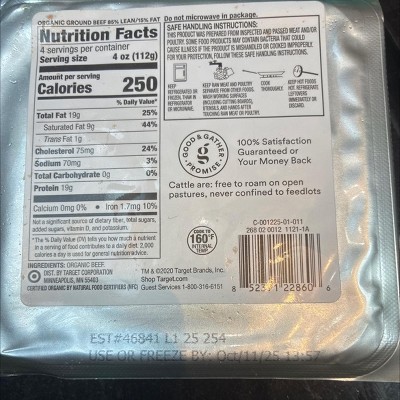 ORGANIC GROUND BEEF 85% LEAN/15% FAT
Nutrition Facts
4 servings per container
Serving size 4 oz (112g)
Amount per serving
Calories 250
% Daily Value*
Total Fat 19g 25%
Saturated Fat 9g 44%
Trans Fat 1g
Cholesterol 75mg 24%
Sodium 70mg 3%
Total Carbohydrate 0g 0%
Protein 19g
Calcium 0mg 0% • Iron 1.7mg 10%
Not a significant source of dietary fiber, total sugars,
added sugars, vitamin D, and potassium.
*The % Daily Value (DV) tells you how much a nutrient
in a serving of food contributes to a daily diet. 2,000
calories a day is used for general nutrition advice.
INGREDIENTS: ORGANIC BEEF.
DIST. BY TARGET CORPORATION
MINNEAPOLIS, MN 55403
CERTIFIED ORGANIC BY NATURAL FOOD CERTIFIERS (NFC)
Do not microwave in package.
SAFE HANDLING INSTRUCTIONS:
THIS PRODUCT WAS PREPARED FROM INSPECTED AND PASSED MEAT AND/OR
POULTRY. SOME FOOD PRODUCTS MAY CONTAIN BACTERIA THAT COULD
CAUSE ILLNESS IF THE PRODUCT IS MISHANDLED OR COOKED IMPROPERLY.
FOR YOUR PROTECTION, FOLLOW THESE SAFE HANDLING INSTRUCTIONS.
KEEP
REFRIGERATED OR
FROZEN. THAW IN
REFRIGERATOR
OR MICROWAVE.
KEEP RAW MEAT AND POULTRY
SEPARATE FROM OTHER FOODS.
WASH WORKING SURFACES
(INCLUDING CUTTING BOARDS),
UTENSILS, AND HANDS AFTER
TOUCHING RAW MEAT OR POULTRY.
COOK
THOROUGHLY.
KEEP HOT FOODS
HOT. REFRIGERATE
LEFTOVERS
IMMEDIATELY OR
DISCARD.
GOOD & GATHER
g
PROMISE
100% Satisfaction
Guaranteed or
Your Money Back
Cattle are: free to roam on open
pastures, never confined to feedlots
COOK TO
160°F
INTERNAL
TEMP
C-001225-01-011
268 02 0012 1121-1A
TM & ©2020 Target Brands, Inc.
Shop Target.com
Guest Services 1-800-316-6151
8 52371 22860 6
EST#46841 L1 25 254
USE OR FREEZE BY: Oct/11/25 13:57